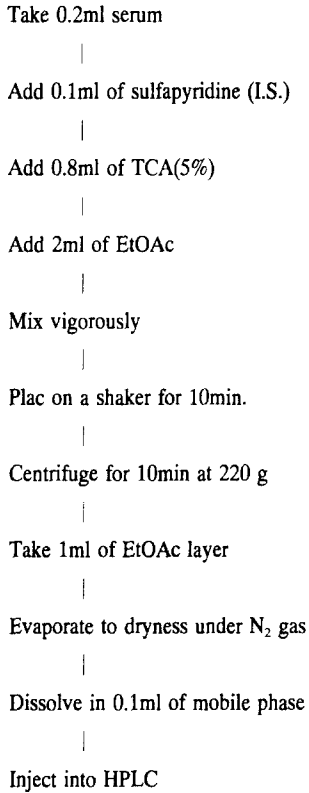 Take 0.2ml serum
Add 0.1ml of sulfapyridine (I.S.)
Add 0.8ml of TCA(5%)
Add 2ml of EtOAc
Mix vigorously
Plac on a shaker for 10min.
Centrifuge for 10min at 220 g
Take 1ml of EtOAc layer
Evaporate to dryness under N₂ gas
Dissolve in 0.1ml of mobile phase
Inject into HPLC